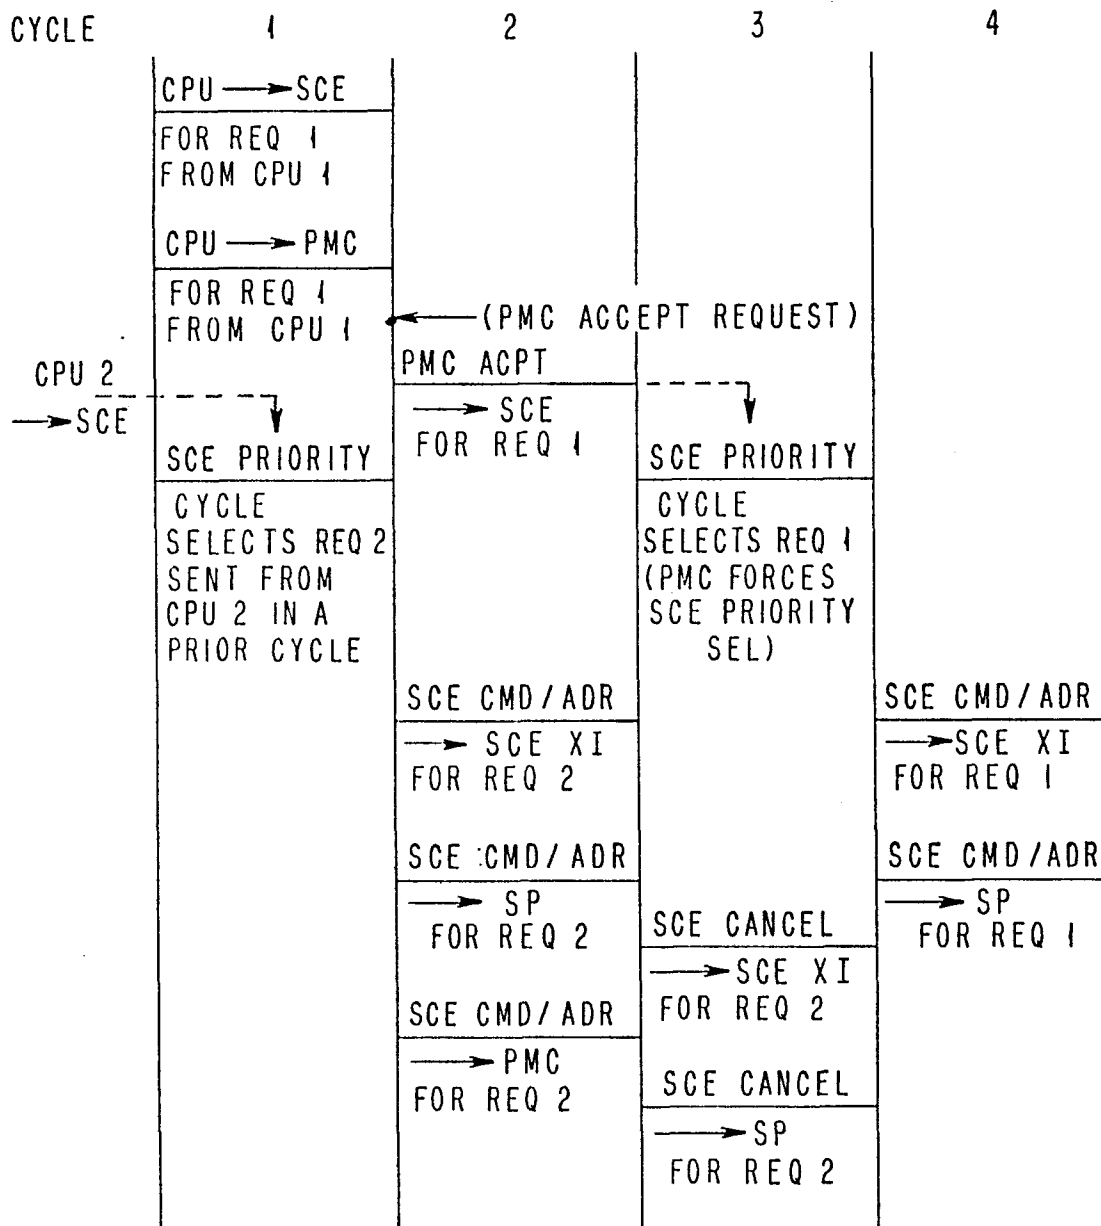 CYCLE 1 2 3 4
CPU → SCE
FOR REQ 1
FROM CPU 1
CPU → PMC
FOR REQ 1
FROM CPU 1
← (PMC ACCEPT REQUEST)
CPU 2
→ SCE
SCE PRIORITY
CYCLE
SELECTS REQ 2
SENT FROM
CPU 2 IN A
PRIOR CYCLE
PMC ACPT
→ SCE
FOR REQ 1
SCE CMD/ADR
→ SCE XI
FOR REQ 2
SCE CMD/ADR
→ SP
FOR REQ 2
SCE CMD/ADR
→ PMC
FOR REQ 2
SCE PRIORITY
CYCLE
SELECTS REQ 1
(PMC FORCES
SCE PRIORITY
SEL)
SCE CANCEL
→ SCE XI
FOR REQ 2
SCE CANCEL
→ SP
FOR REQ 2
SCE CMD/ADR
→ SCE XI
FOR REQ 1
SCE CMD/ADR
→ SP
FOR REQ 1